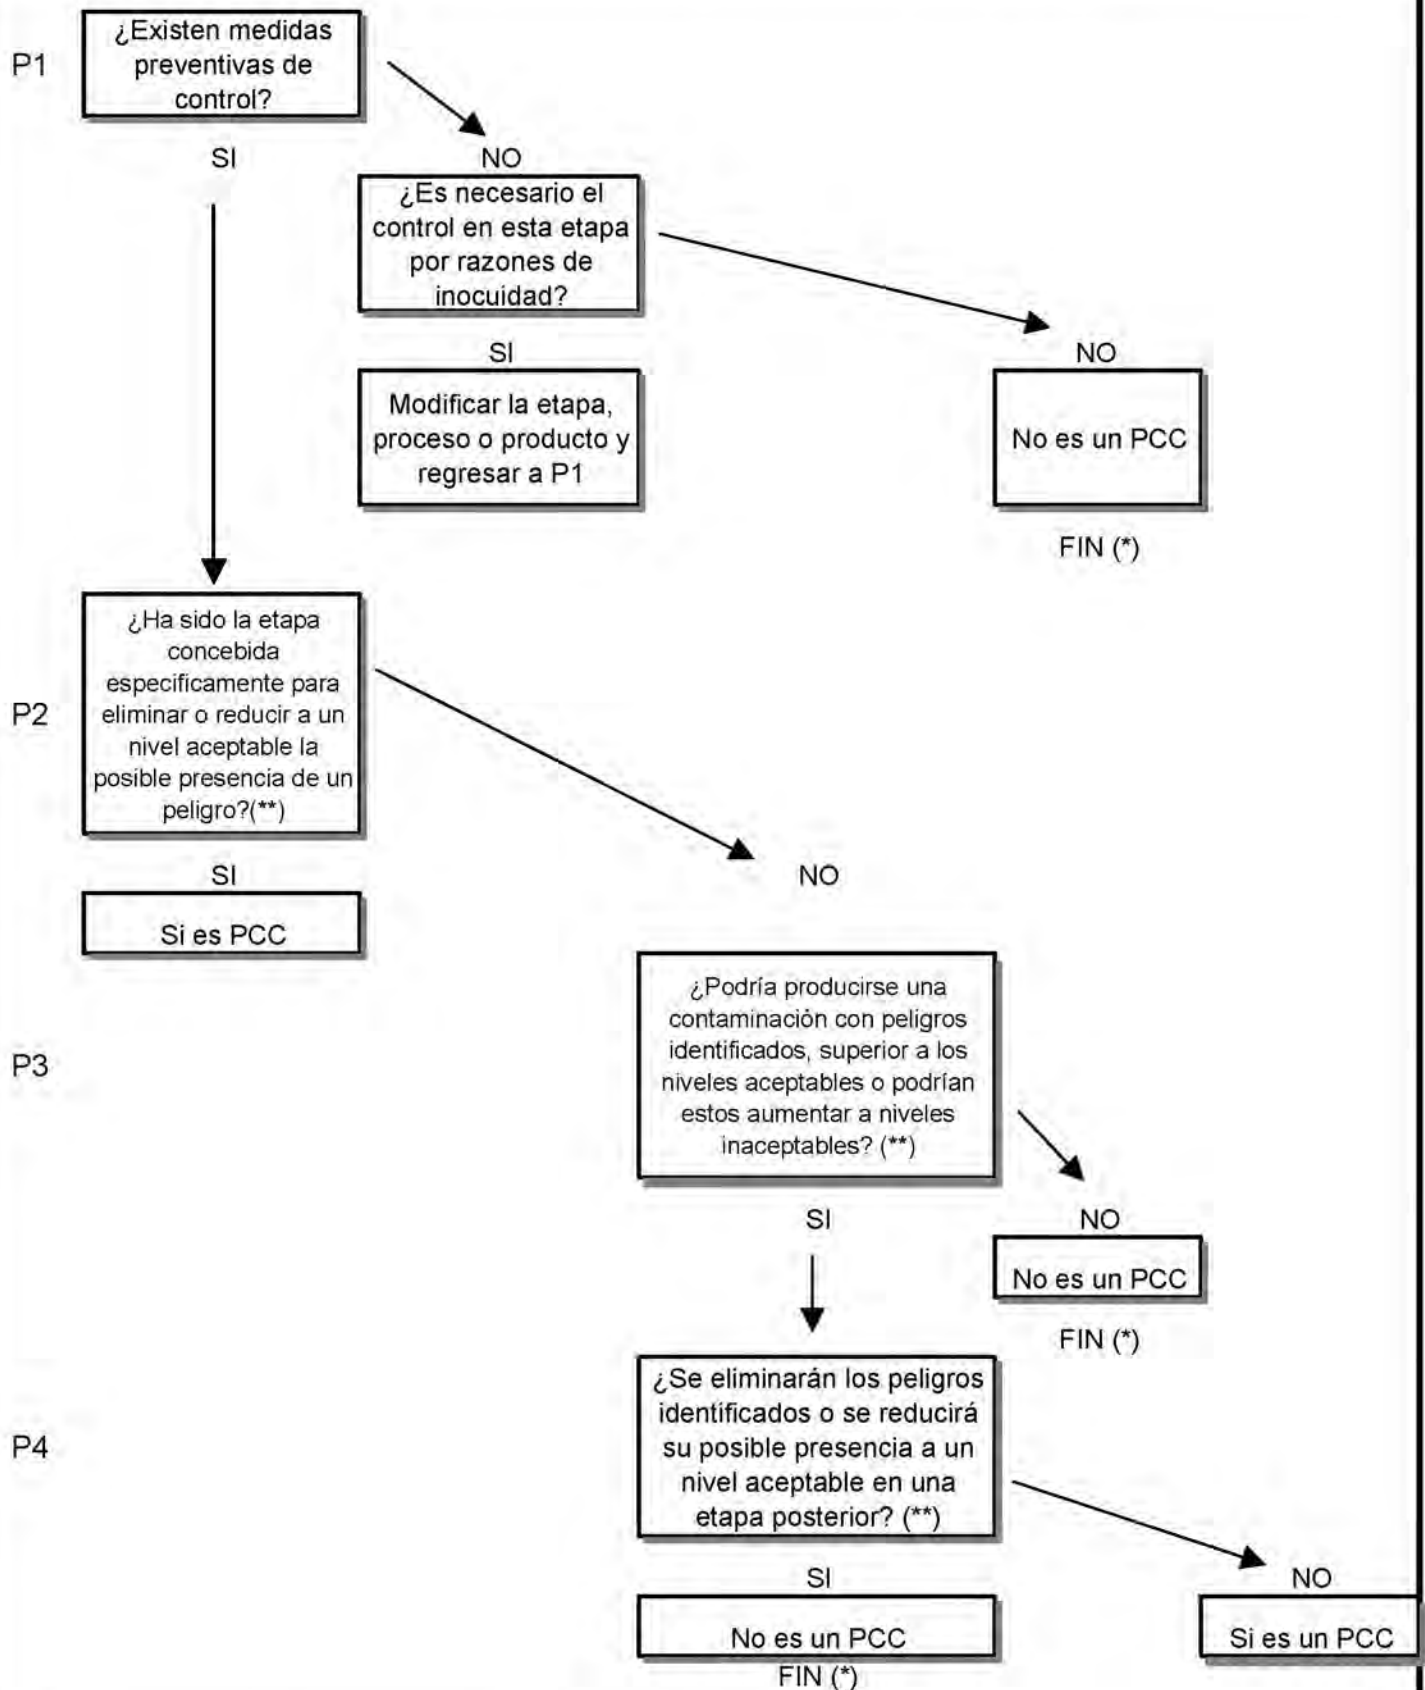 P1
¿Existen medidas
preventivas de
control?
SI
NO
¿Es necesario el
control en esta etapa
por razones de
inocuidad?
SI
NO
Modificar la etapa,
proceso o producto y
regresar a P1
No es un PCC
FIN (*)
P2
¿Ha sido la etapa
concebida
especificamente para
eliminar o reducir a un
nivel aceptable la
posible presencia de un
peligro?(**)
SI
NO
Si es PCC
P3
¿Podría producirse una
contaminación con peligros
identificados, superior a los
niveles aceptables o podrían
estos aumentar a niveles
inaceptables? (**)
SI
NO
No es un PCC
FIN (*)
P4
¿Se eliminarán los peligros
identificados o se reducirá
su posible presencia a un
nivel aceptable en una
etapa posterior? (**)
SI
NO
No es un PCC
Si es un PCC
FIN (*)